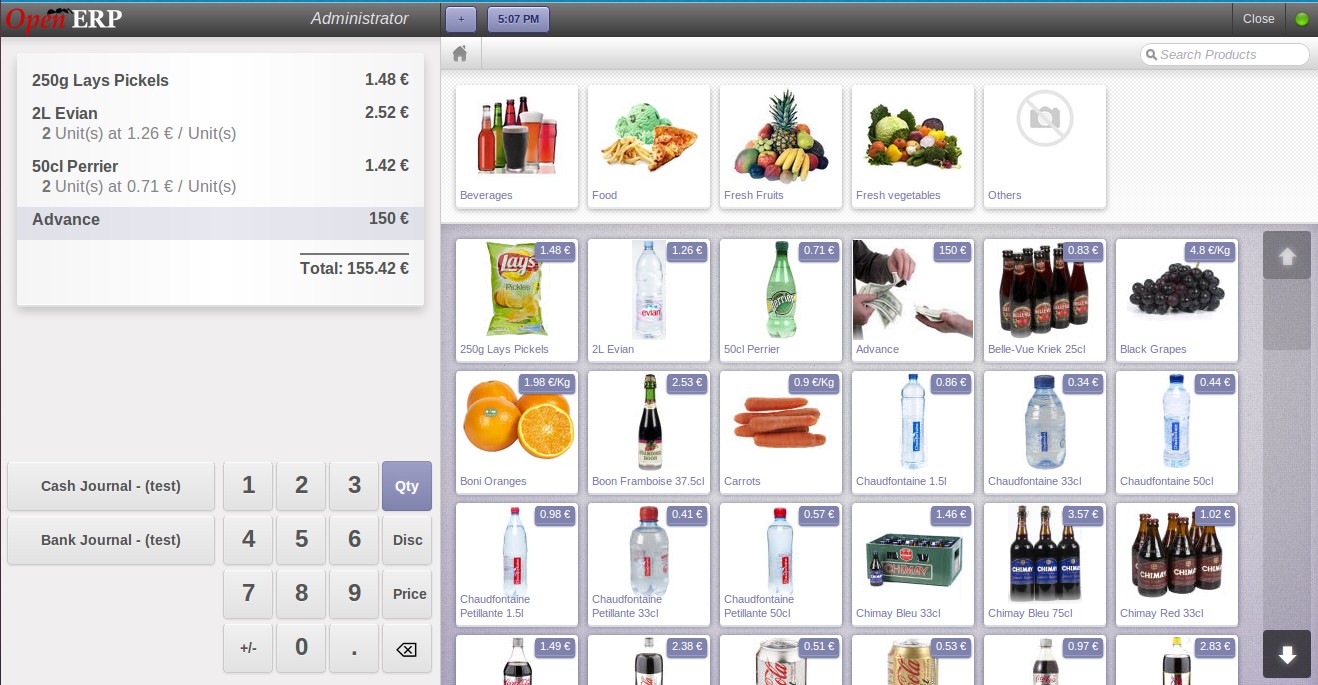 OpenERP
Administrator
+
5:07 PM
Close
Search Products
250g Lays Pickels 1.48 €
2L Evian 2.52 €
2 Unit(s) at 1.26 € / Unit(s)
50cl Perrier 1.42 €
2 Unit(s) at 0.71 € / Unit(s)
Advance 150 €
Total: 155.42 €
Cash Journal - (test)
Bank Journal - (test)
1 2 3 Qty
4 5 6 Disc
7 8 9 Price
+/- 0 .
Beverages
Food
Fresh Fruits
Fresh vegetables
Others
1.48 €
Lays
Pickles
250g Lays Pickels
1.26 €
evian
2L Evian
0.71 €
Perrier
50cl Perrier
150 €
Advance
0.83 €
Belle-Vue Kriek 25cl
4.8 €/Kg
Black Grapes
1.98 €/Kg
Boni Oranges
2.53 €
BOON
Boon Framboise 37.5cl
0.9 €/Kg
Carrots
0.86 €
Chaudfontaine 1.5l
0.34 €
Chaudfontaine 33cl
0.44 €
Chaudfontaine 50cl
0.98 €
Chaudfontaine
Petillante 1.5l
0.41 €
Chaudfontaine
Petillante 33cl
0.57 €
Chaudfontaine
Petillante 50cl
1.46 €
CHIMAY
Chimay Bleu 33cl
3.57 €
CHIMAY
Chimay Bleu 75cl
1.02 €
CHIMAY
Chimay Red 33cl
1.49 €
2.38 €
0.51 €
0.53 €
0.97 €
2.83 €